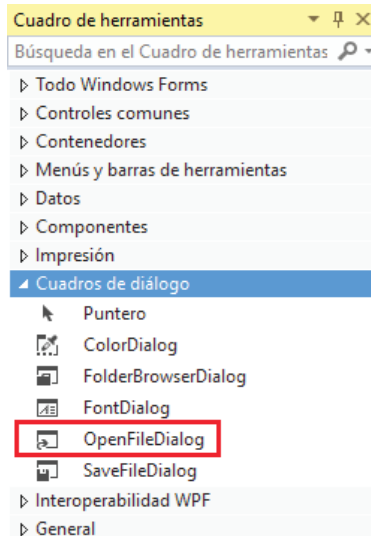 Cuadro de herramientas
Búsqueda en el Cuadro de herramientas
Todo Windows Forms
Controles comunes
Contenedores
Menús y barras de herramientas
Datos
Componentes
Impresión
Cuadros de diálogo
Puntero
ColorDialog
FolderBrowserDialog
FontDialog
OpenFileDialog
SaveFileDialog
Interoperabilidad WPF
General